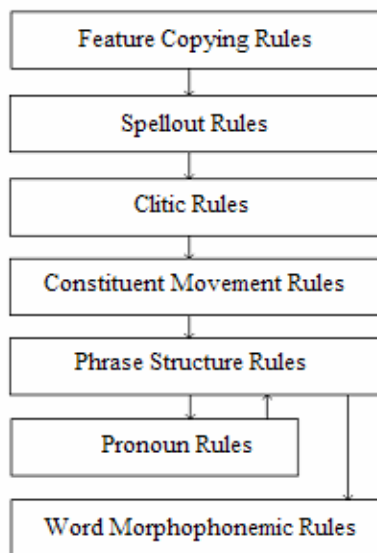 Feature Copying Rules
Spellout Rules
Clitic Rules
Constituent Movement Rules
Phrase Structure Rules
Pronoun Rules
Word Morphophonemic Rules